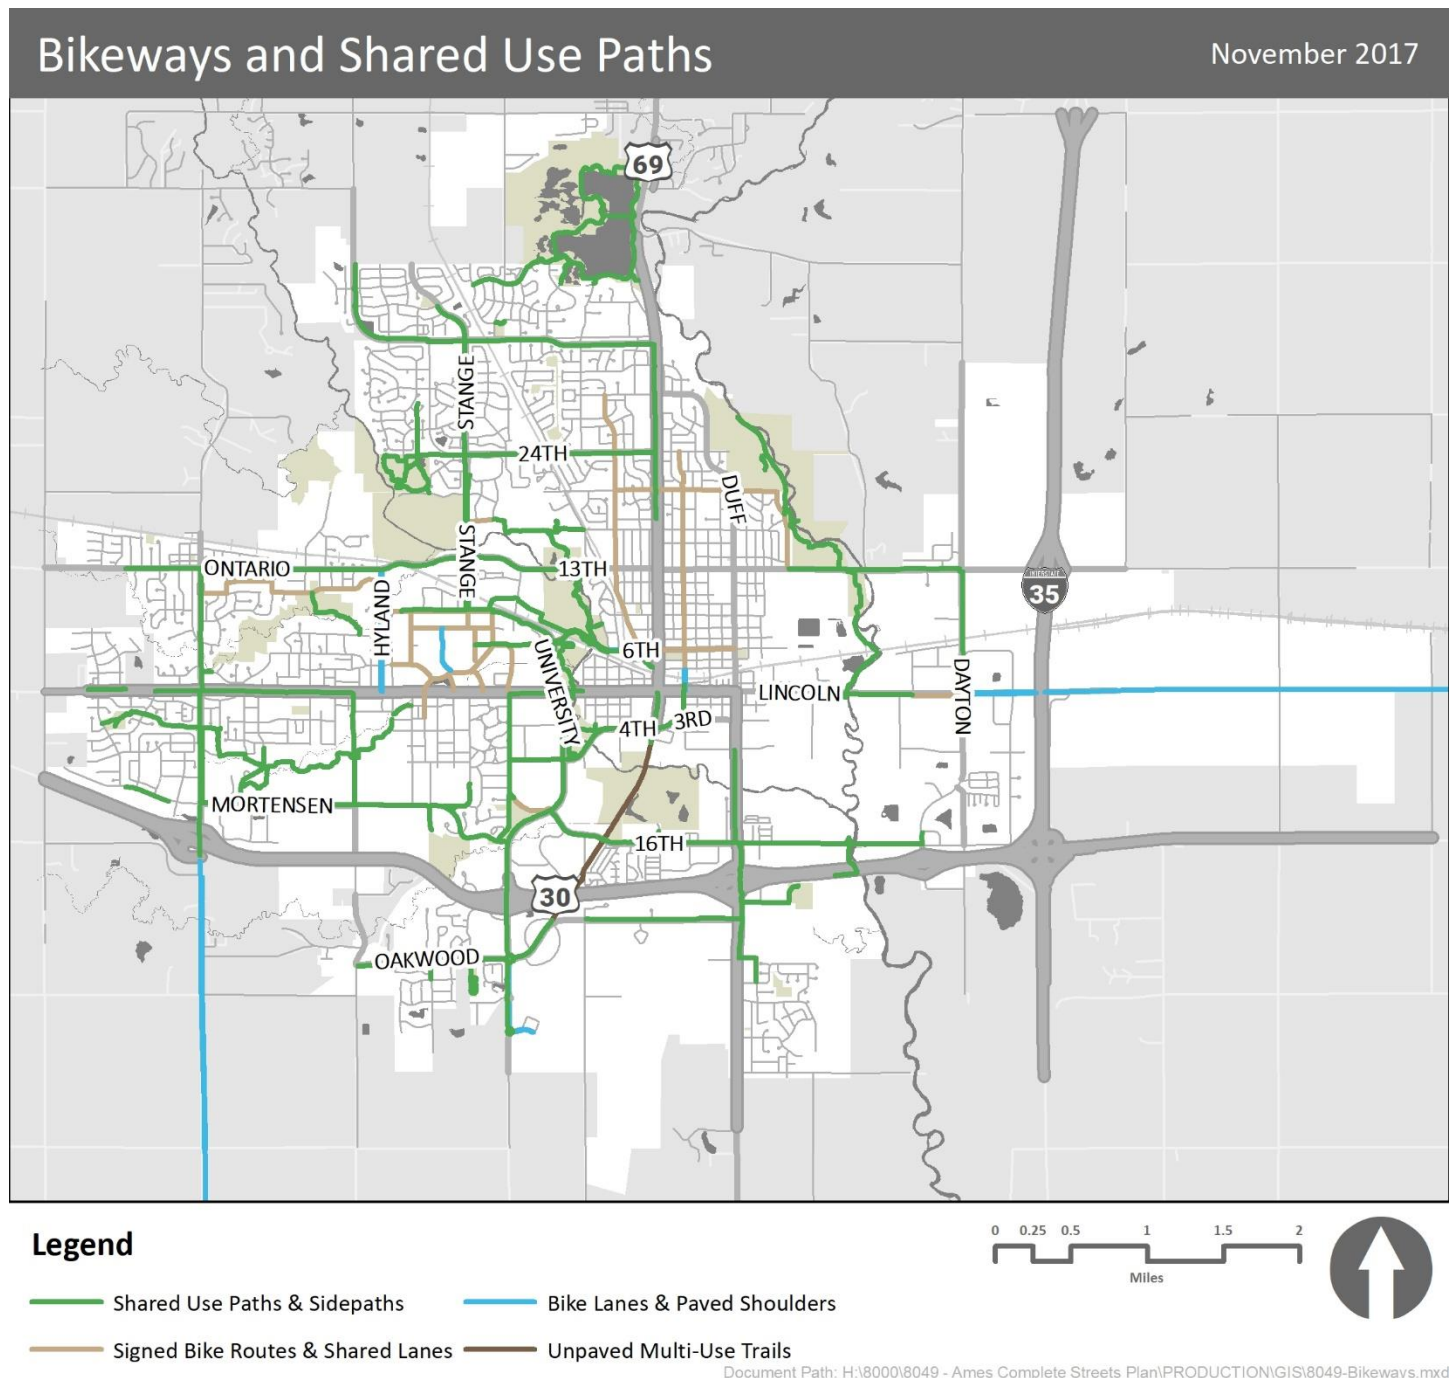 Bikeways and Shared Use Paths
November 2017
69
STANGE
24TH
DUFF
STANGE
ONTARIO
13TH
INTERSTATE
35
HYLAND
6TH
UNIVERSITY
LINCOLN
DAYTON
4TH
3RD
MORTENSEN
16TH
30
OAKWOOD
Legend
0 0.25 0.5 1 1.5 2
Miles
Shared Use Paths & Sidepaths
Bike Lanes & Paved Shoulders
Signed Bike Routes & Shared Lanes
Unpaved Multi-Use Trails
Document Path: H:\8000\8049 - Ames Complete Streets Plan\PRODUCTION\GIS\8049-Bikeways.mxd